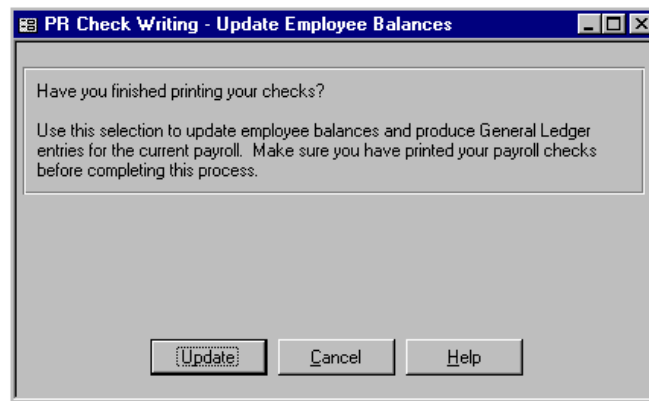 PR Check Writing - Update Employee Balances
Have you finished printing your checks?
Use this selection to update employee balances and produce General Ledger
entries for the current payroll.  Make sure you have printed your payroll checks
before completing this process.
Update Cancel Help